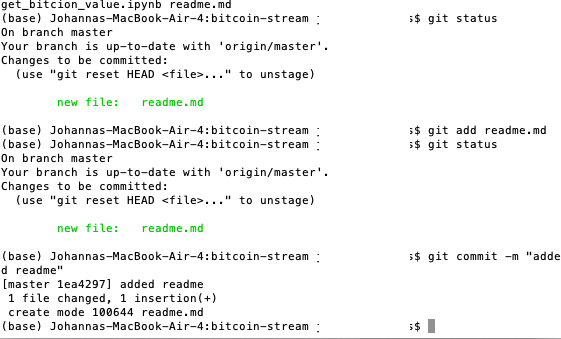 get_bitcion_value.ipynb readme.md
(base) Johannas-MacBook-Air-4:bitcoin-stream : s$ git status
On branch master
Your branch is up-to-date with 'origin/master'.
Changes to be committed:
  (use "git reset HEAD <file>..." to unstage)
        new file:   readme.md
(base) Johannas-MacBook-Air-4:bitcoin-stream : s$ git add readme.md
(base) Johannas-MacBook-Air-4:bitcoin-stream : s$ git status
On branch master
Your branch is up-to-date with 'origin/master'.
Changes to be committed:
  (use "git reset HEAD <file>..." to unstage)
        new file:   readme.md
(base) Johannas-MacBook-Air-4:bitcoin-stream : s$ git commit -m "adde
d readme"
[master 1ea4297] added readme
 1 file changed, 1 insertion(+)
 create mode 100644 readme.md
(base) Johannas-MacBook-Air-4:bitcoin-stream : s$